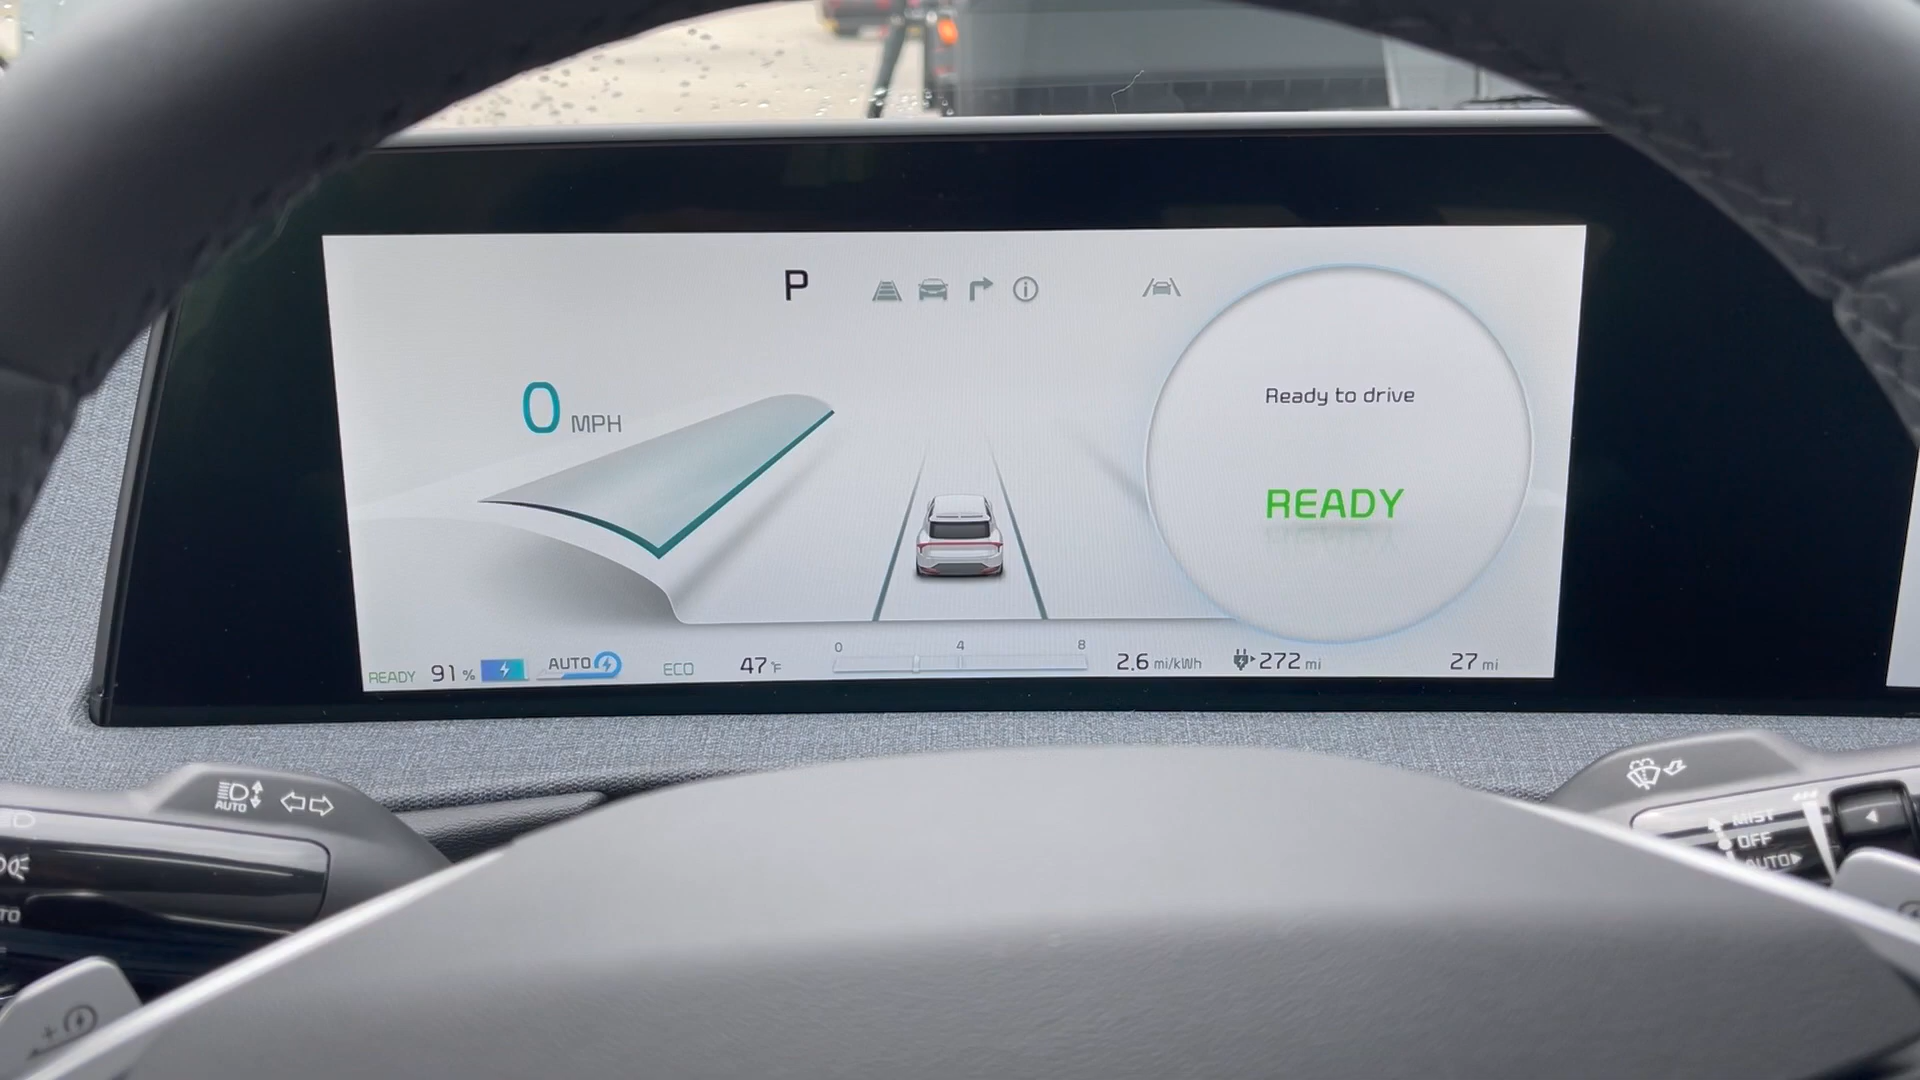 P
0 MPH
Ready to drive
READY
0 4 8
READY 91 % AUTO ECO 47 °F 2.6 mi/kWh 272 mi 27 mi
AUTO
MIST
OFF
AUTO